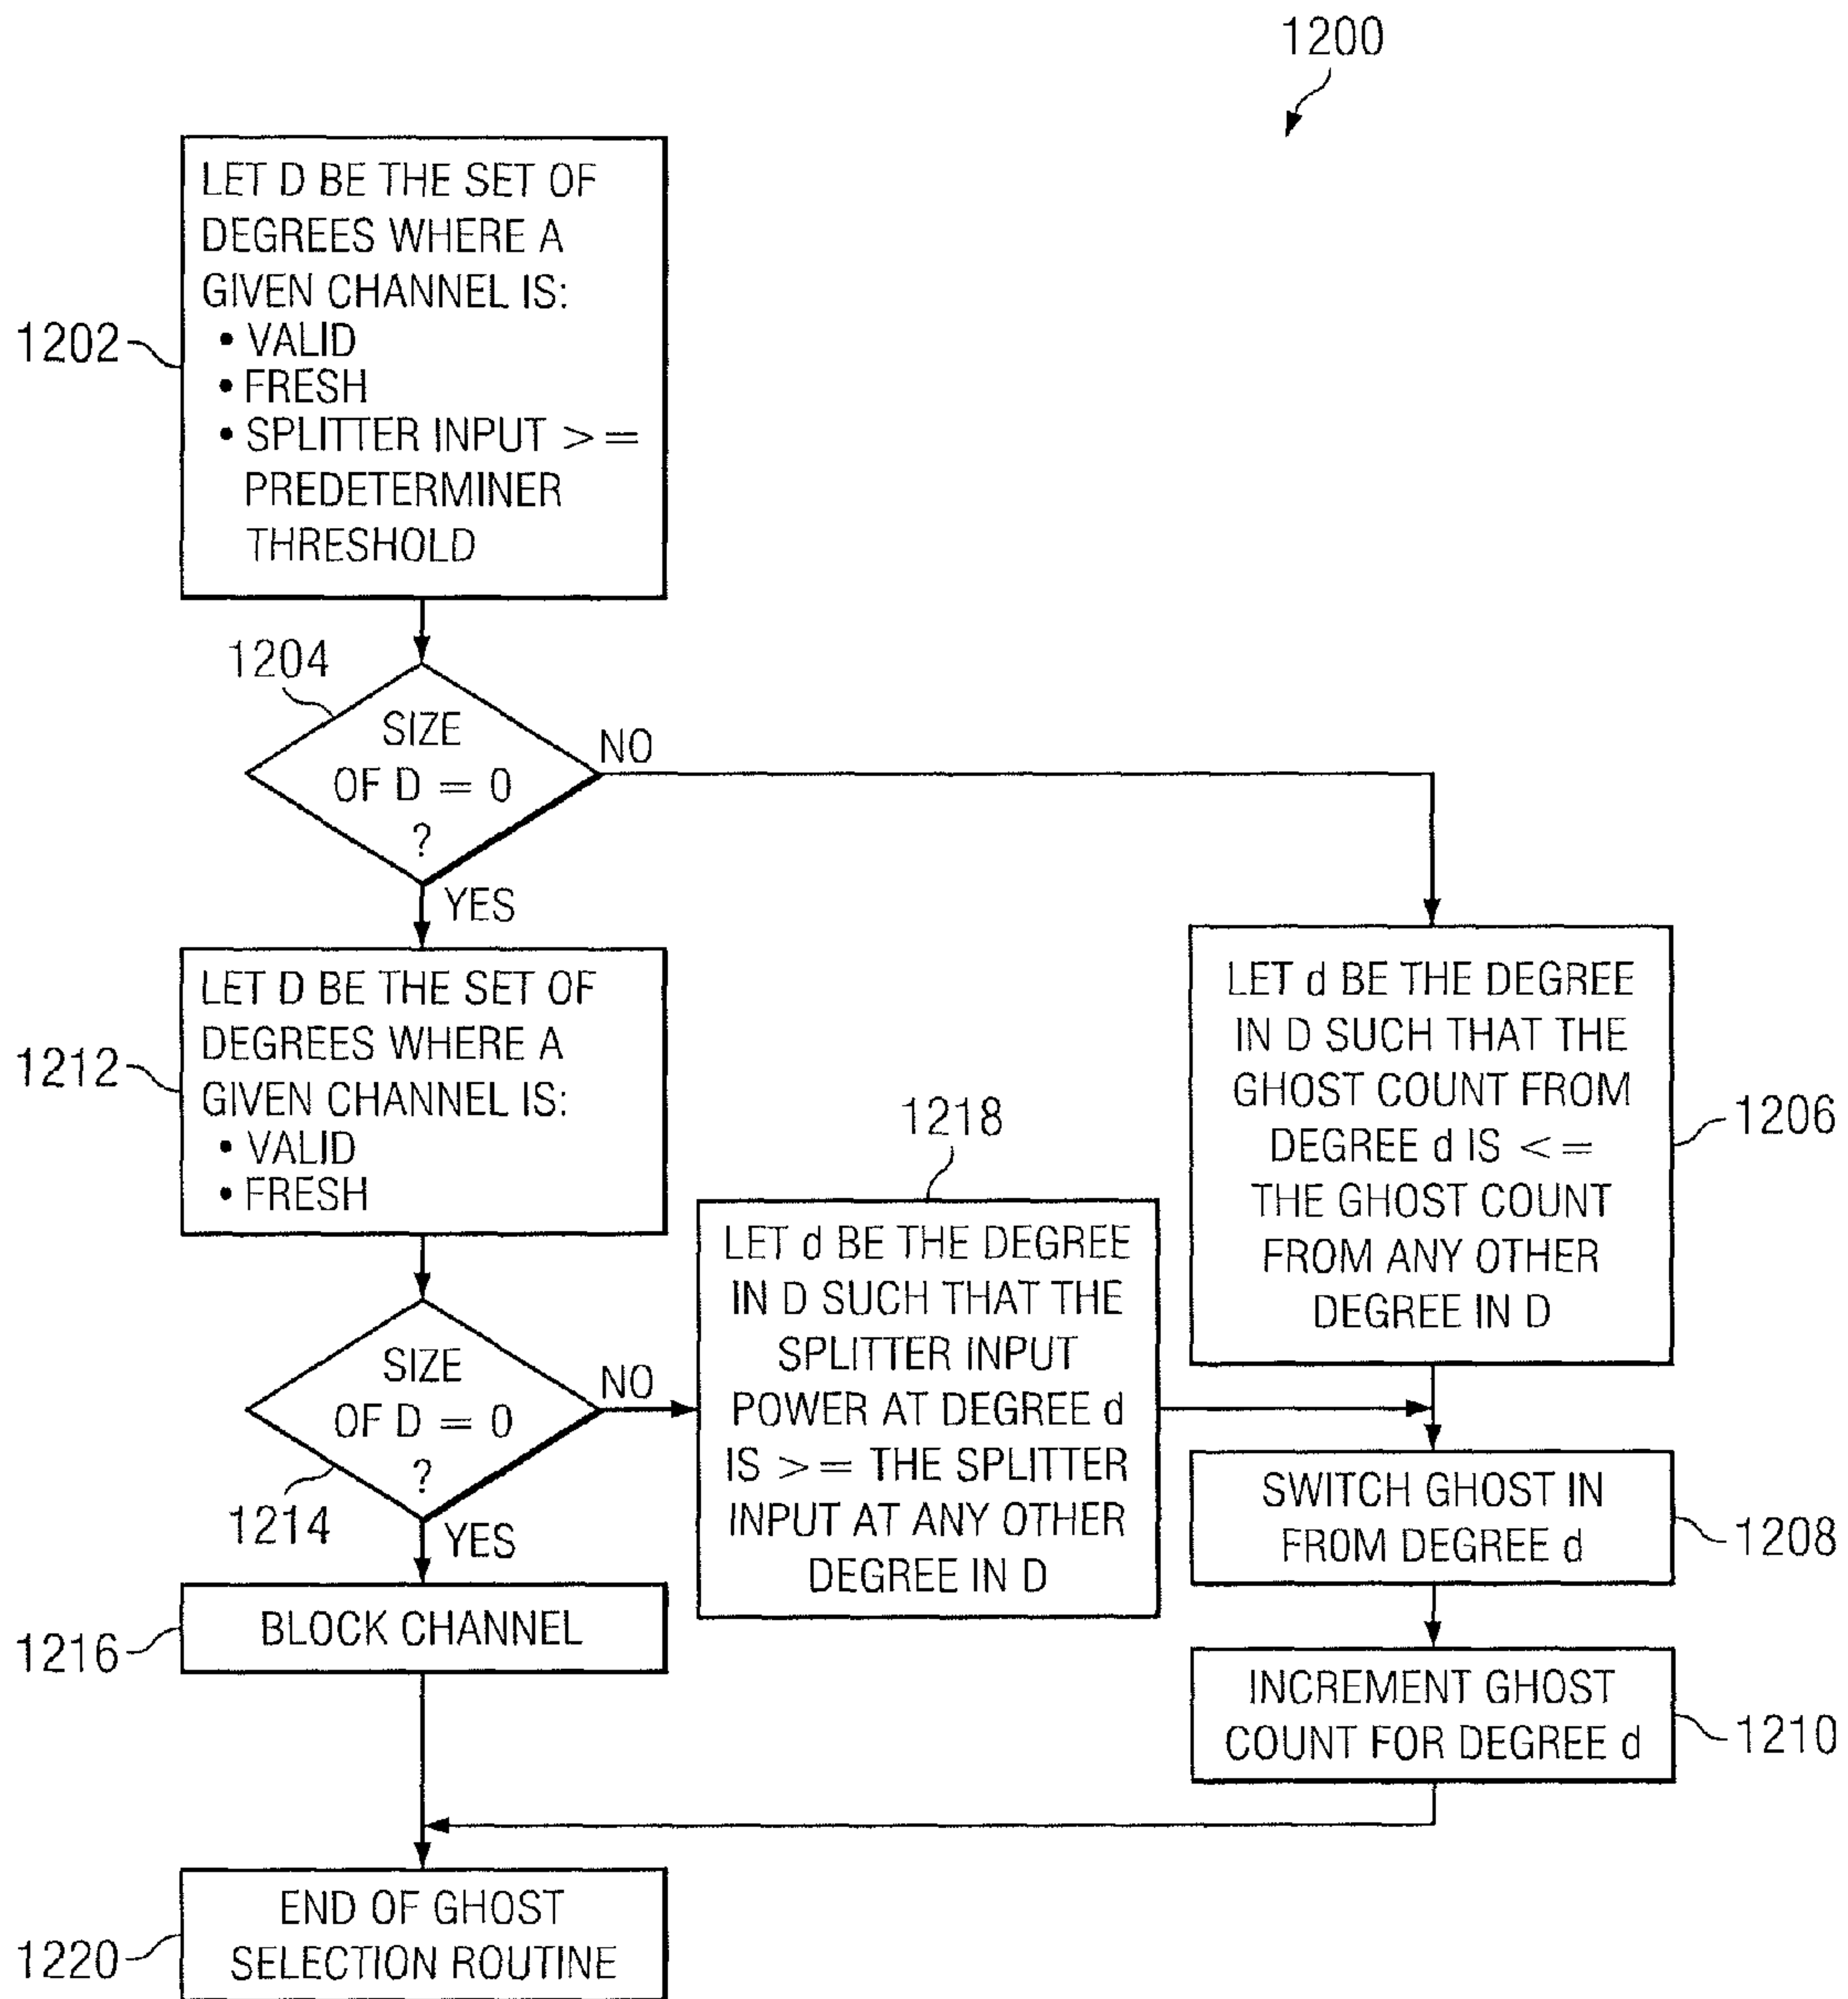 1200
LET D BE THE SET OF
DEGREES WHERE A
GIVEN CHANNEL IS:
• VALID
• FRESH
• SPLITTER INPUT >=
PREDETERMINER
THRESHOLD
1202
1204
SIZE
OF D = 0
?
NO
YES
LET D BE THE SET OF
DEGREES WHERE A
GIVEN CHANNEL IS:
• VALID
• FRESH
1212
LET d BE THE DEGREE
IN D SUCH THAT THE
GHOST COUNT FROM
DEGREE d IS <=
THE GHOST COUNT
FROM ANY OTHER
DEGREE IN D
1206
1218
LET d BE THE DEGREE
IN D SUCH THAT THE
SPLITTER INPUT
POWER AT DEGREE d
IS >= THE SPLITTER
INPUT AT ANY OTHER
DEGREE IN D
SIZE
OF D = 0
?
NO
1214
YES
SWITCH GHOST IN
FROM DEGREE d
1208
BLOCK CHANNEL
1216
INCREMENT GHOST
COUNT FOR DEGREE d
1210
END OF GHOST
SELECTION ROUTINE
1220